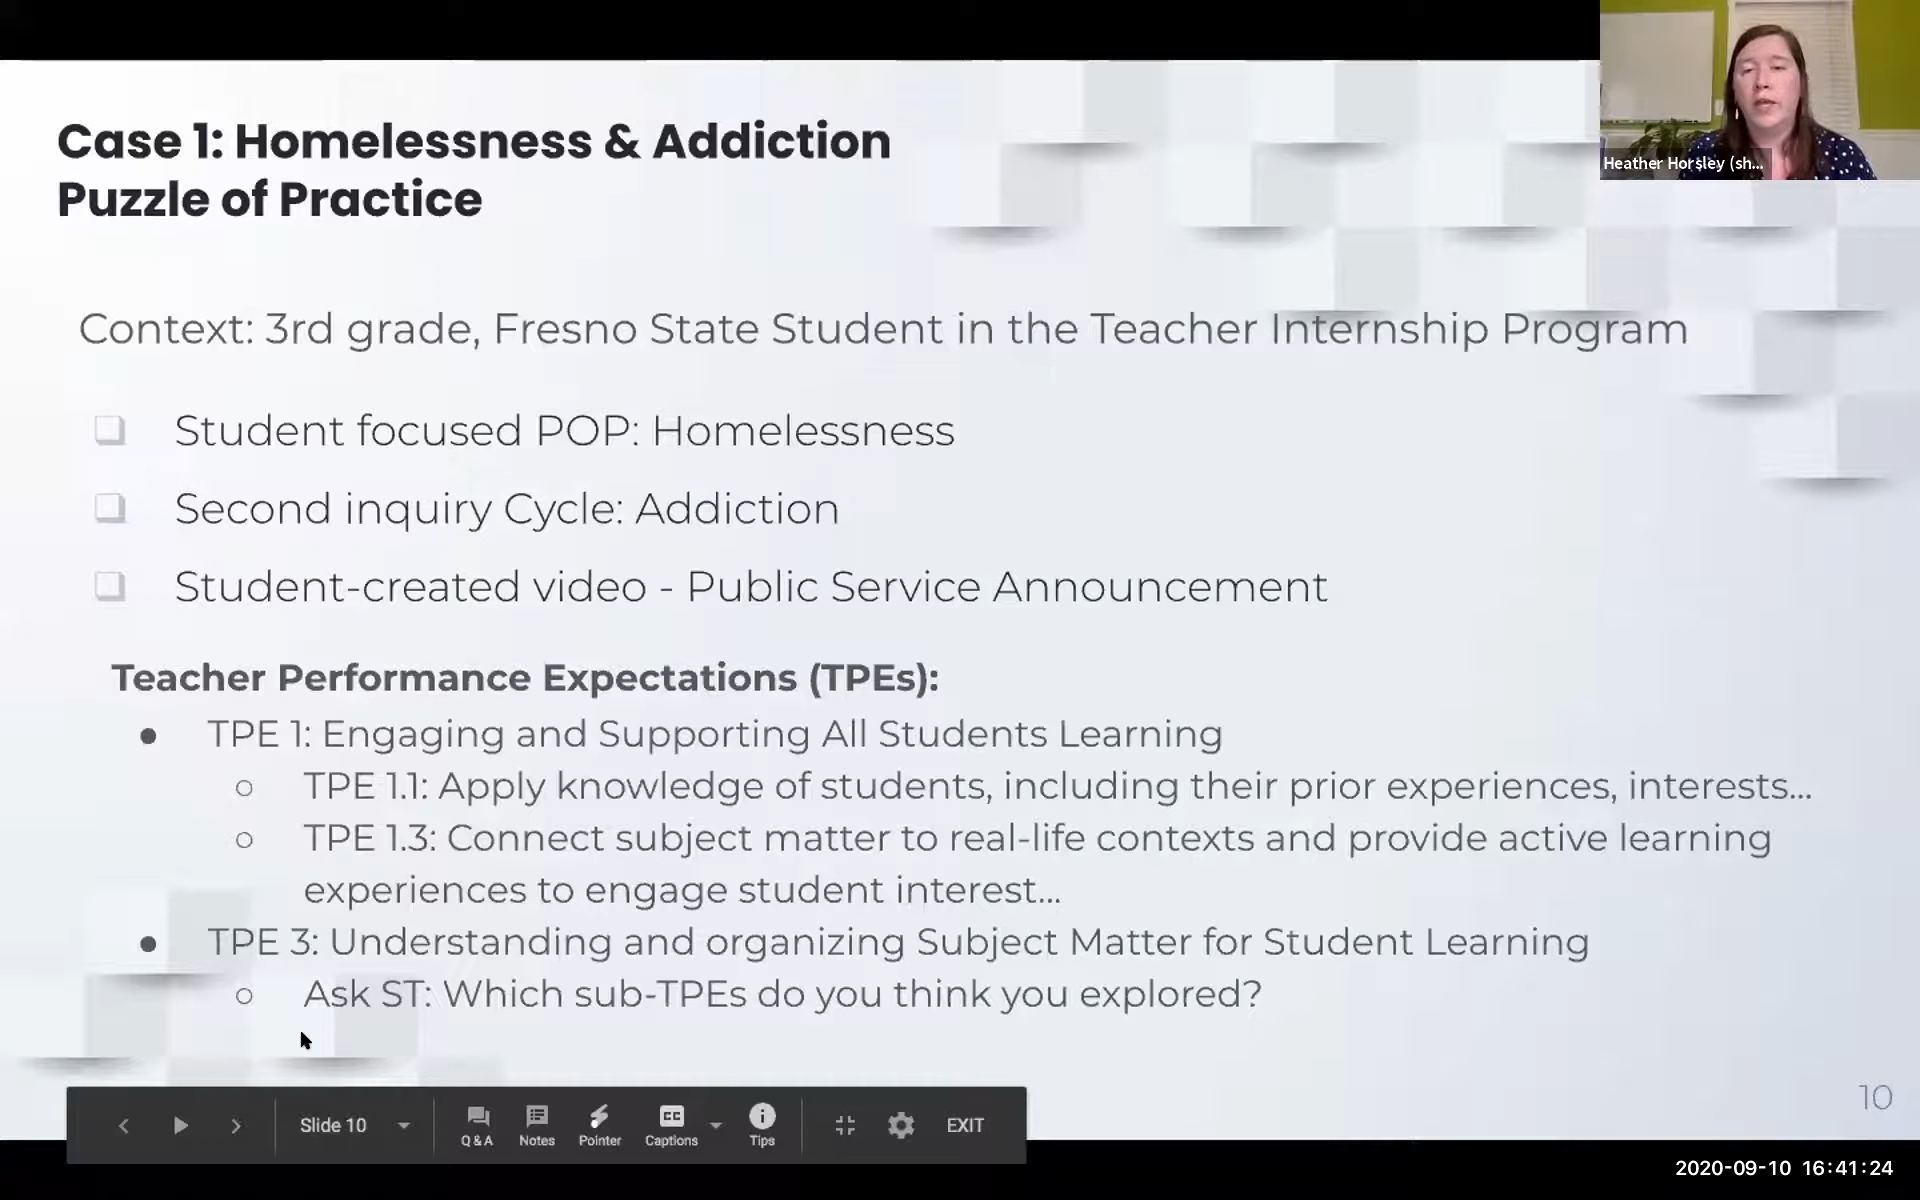 Case 1: Homelessness & Addiction
Puzzle of Practice
Heather Horsley (sh...
Context: 3rd grade, Fresno State Student in the Teacher Internship Program
Student focused POP: Homelessness
Second inquiry Cycle: Addiction
Student-created video - Public Service Announcement
Teacher Performance Expectations (TPEs):
TPE 1: Engaging and Supporting All Students Learning
TPE 1.1: Apply knowledge of students, including their prior experiences, interests...
TPE 1.3: Connect subject matter to real-life contexts and provide active learning
experiences to engage student interest...
TPE 3: Understanding and organizing Subject Matter for Student Learning
Ask ST: Which sub-TPEs do you think you explored?
10
Slide 10
Q & A
Notes
Pointer
CC
Captions
Tips
EXIT
2020-09-10 16:41:24